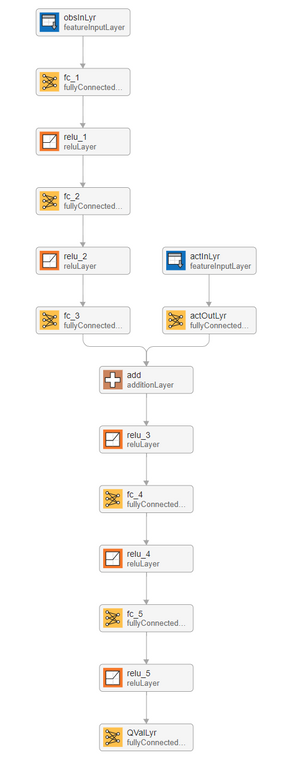 obsInLyr
featureInputLayer
fc_1
fullyConnected...
relu_1
reluLayer
fc_2
fullyConnected...
relu_2
reluLayer
actInLyr
featureInputLayer
fc_3
fullyConnected...
actOutLyr
fullyConnected...
add
additionLayer
relu_3
reluLayer
fc_4
fullyConnected...
relu_4
reluLayer
fc_5
fullyConnected...
relu_5
reluLayer
QValLyr
fullyConnected...